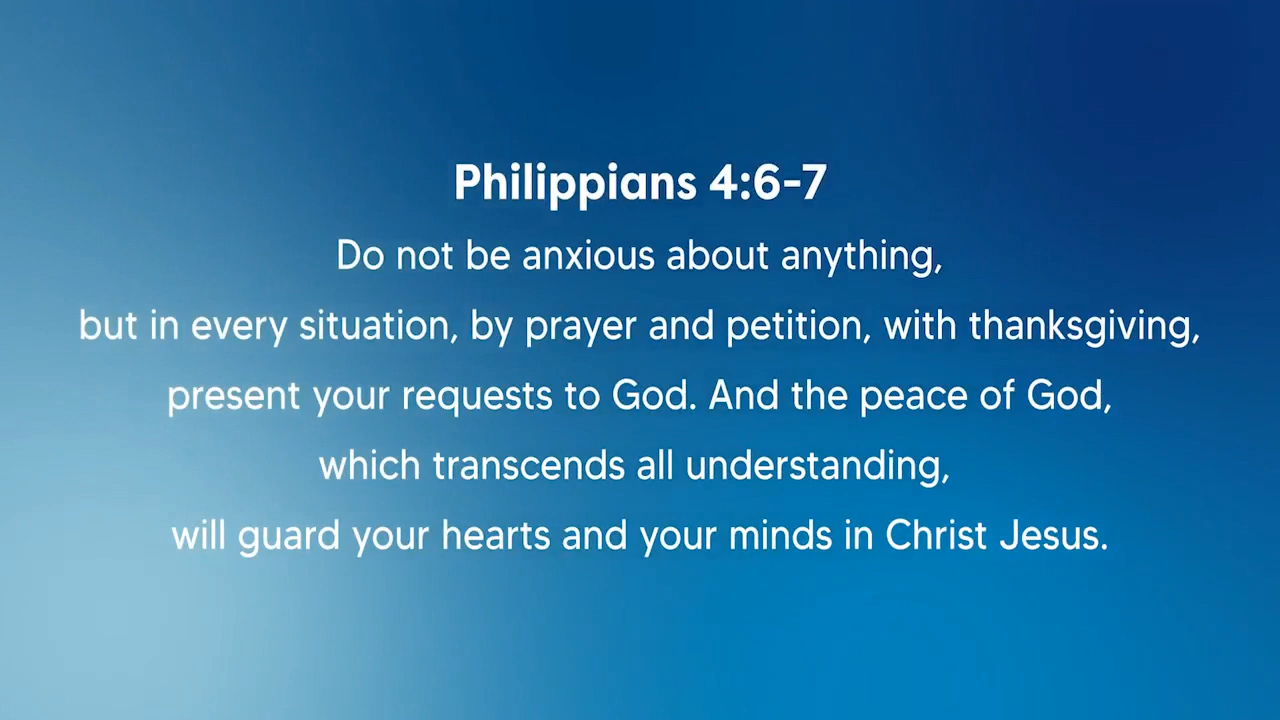 Philippians 4:6-7
Do not be anxious about anything,
but in every situation, by prayer and petition, with thanksgiving,
present your requests to God. And the peace of God,
which transcends all understanding,
will guard your hearts and your minds in Christ Jesus.